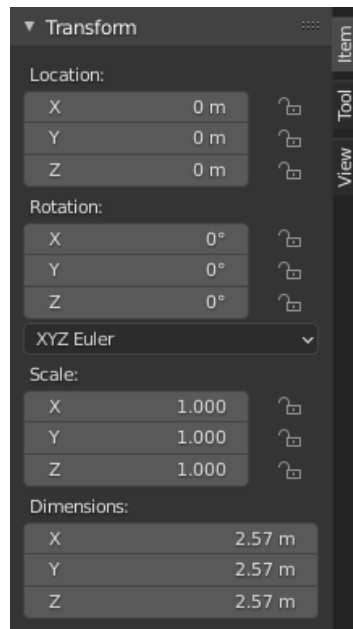 Transform
Location:
X 0 m
Y 0 m
Z 0 m
Rotation:
X 0°
Y 0°
Z 0°
XYZ Euler
Scale:
X 1.000
Y 1.000
Z 1.000
Dimensions:
X 2.57 m
Y 2.57 m
Z 2.57 m
Item
Tool
View